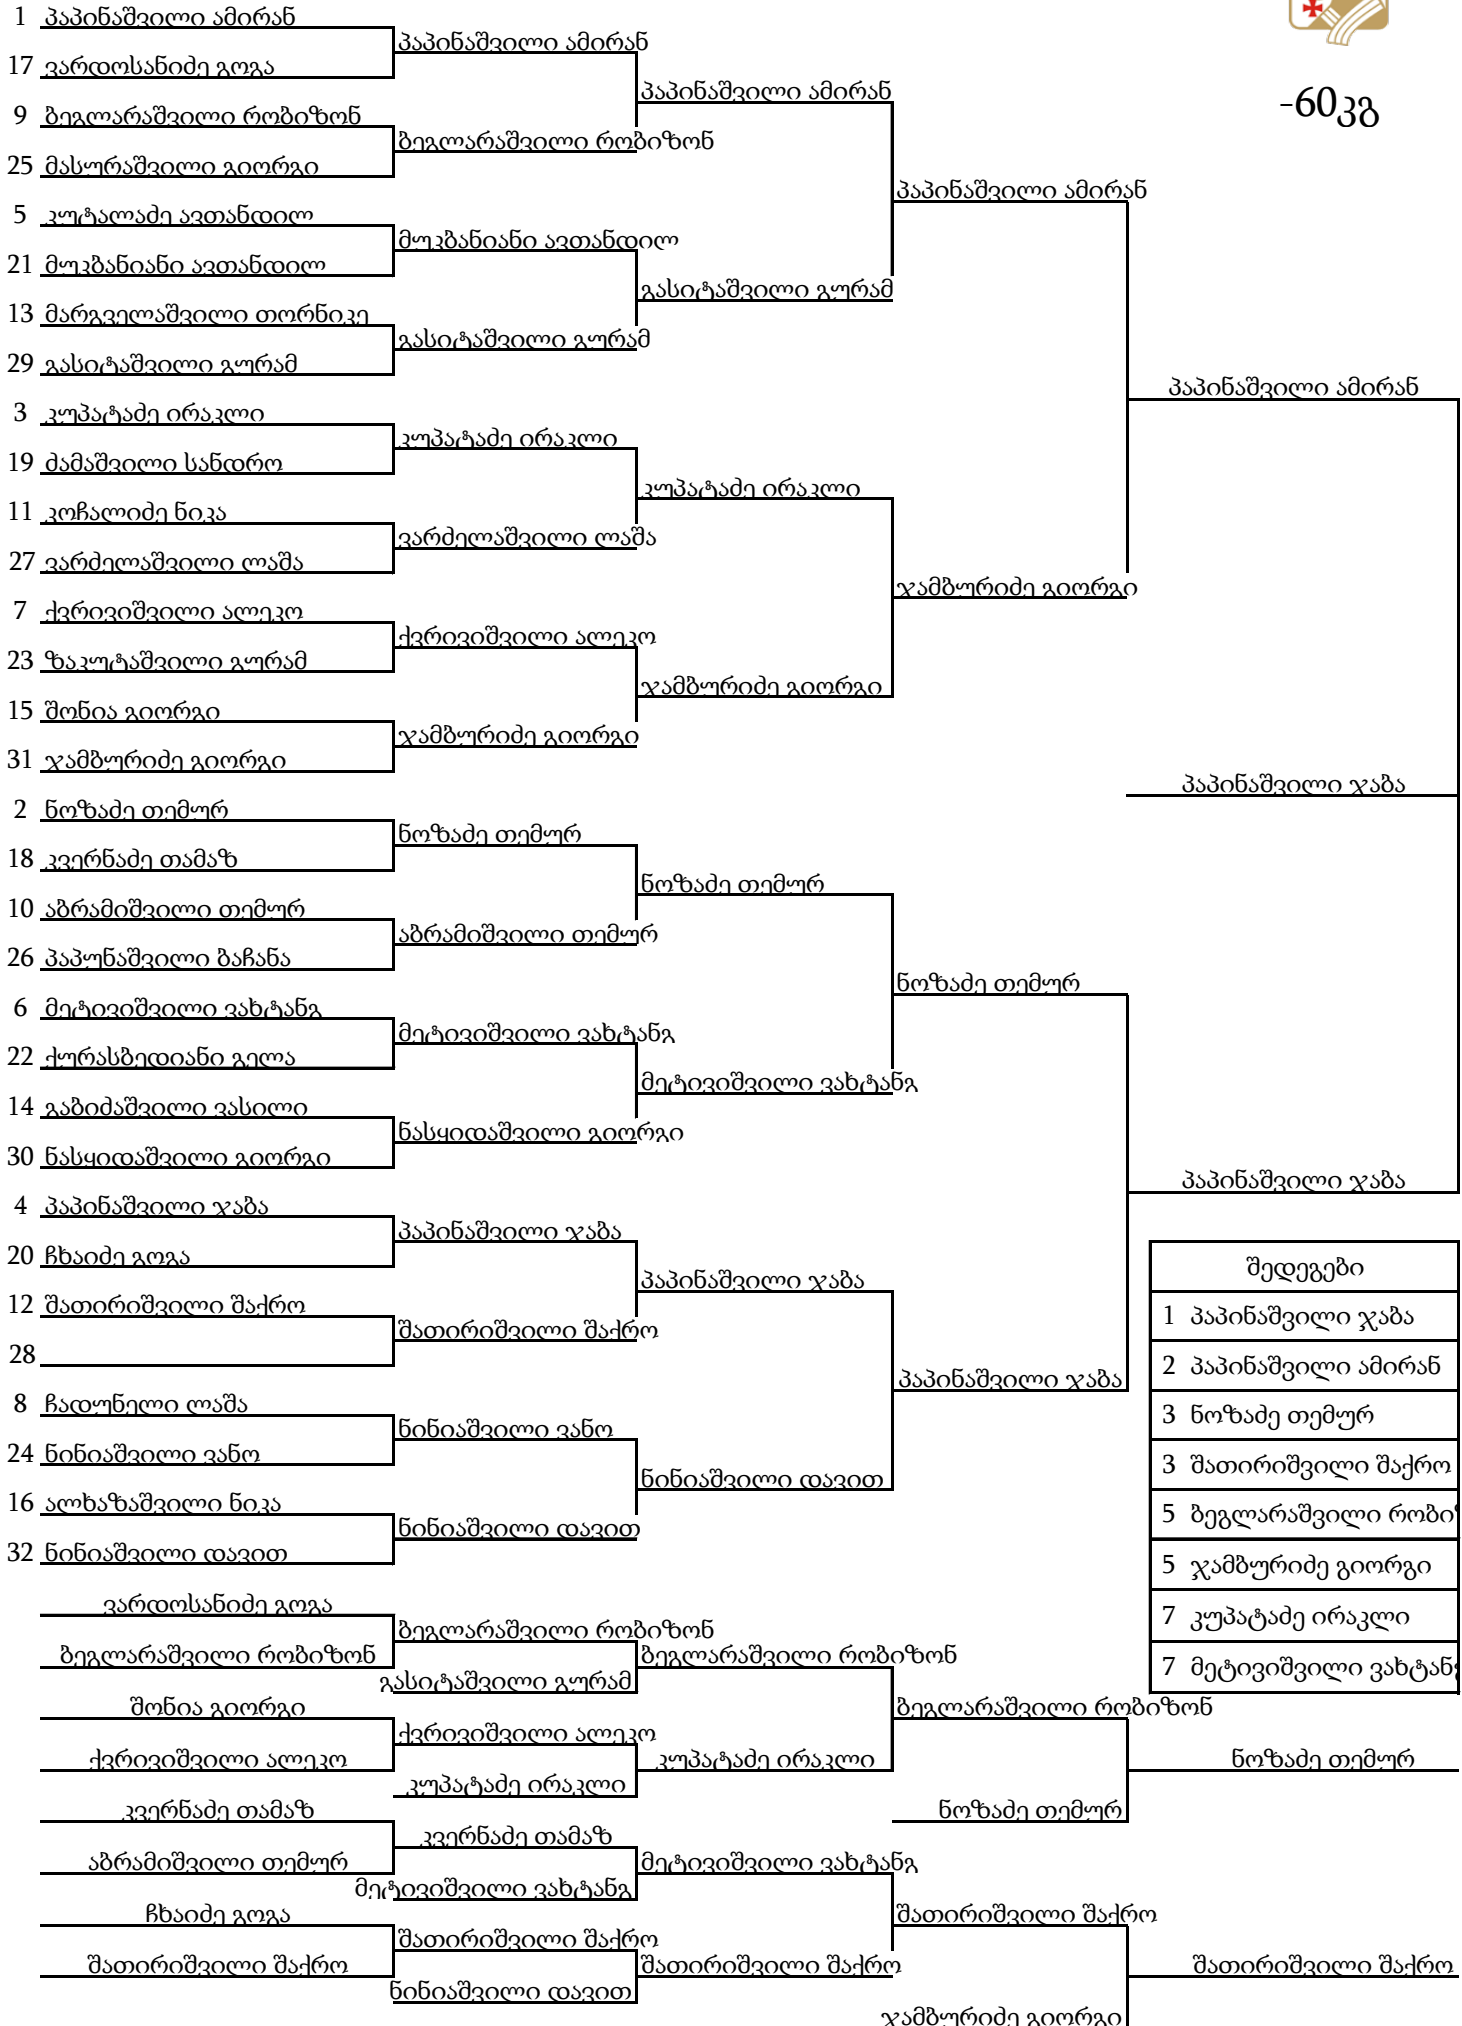 1 პაპინაშვილი ამირან
17 ვარდოსანიძე გოგა
9 ბეგლარაშვილი რობიზონ
25 მასურაშვილი გიორგი
5 კუტალაძე ავთანდილ
21 მუკბანიანი ავთანდილ
13 მარგველაშვილი თორნიკე
29 გასიტაშვილი გურამ
3 კუპატაძე ირაკლი
19 ძამაშვილი სანდრო
11 კოჩალიძე ნიკა
27 ვარძელაშვილი ლაშა
7 ქვრივიშვილი ალეკო
23 ზაკუტაშვილი გურამ
15 შონია გიორგი
31 ჯამბურიძე გიორგი
2 ნოზაძე თემურ
18 კვერნაძე თამაზ
10 აბრამიშვილი თემურ
26 პაპუნაშვილი ბაჩანა
6 მეტივიშვილი ვახტანგ
22 ქურასბედიანი გელა
14 გაბიძაშვილი ვასილი
30 ნასყიდაშვილი გიორგი
4 პაპინაშვილი ჯაბა
20 ჩხაიძე გოგა
12 შათირიშვილი შაქრო
28
8 ჩადუნელი ლაშა
24 ნინიაშვილი ვანო
16 ალხაზაშვილი ნიკა
32 ნინიაშვილი დავით
პაპინაშვილი ამირან
ბეგლარაშვილი რობიზონ
მუკბანიანი ავთანდილ
გასიტაშვილი გურამ
კუპატაძე ირაკლი
ვარძელაშვილი ლაშა
ქვრივიშვილი ალეკო
ჯამბურიძე გიორგი
ნოზაძე თემურ
აბრამიშვილი თემურ
მეტივიშვილი ვახტანგ
ნასყიდაშვილი გიორგი
პაპინაშვილი ჯაბა
შათირიშვილი შაქრო
ნინიაშვილი ვანო
ნინიაშვილი დავით
პაპინაშვილი ამირან
გასიტაშვილი გურამ
კუპატაძე ირაკლი
ჯამბურიძე გიორგი
ნოზაძე თემურ
მეტივიშვილი ვახტანგ
პაპინაშვილი ჯაბა
ნინიაშვილი დავით
პაპინაშვილი ამირან
ჯამბურიძე გიორგი
ნოზაძე თემურ
პაპინაშვილი ჯაბა
-60კგ
პაპინაშვილი ამირან
პაპინაშვილი ჯაბა
პაპინაშვილი ჯაბა
შედეგები
1 პაპინაშვილი ჯაბა
2 პაპინაშვილი ამირან
3 ნოზაძე თემურ
3 შათირიშვილი შაქრო
5 ბეგლარაშვილი
5 ჯამბურიძე გიორგი
7 კუპატაძე ირაკლი
7 მეტივიშვილი
ვარდოსანიძე გოგა
ბეგლარაშვილი რობიზონ
შონია გიორგი
ქვრივიშვილი ალეკო
კვერნაძე თამაზ
აბრამიშვილი თემურ
ჩხაიძე გოგა
შათირიშვილი შაქრო
ბეგლარაშვილი რობიზონ
გასიტაშვილი გურამ
ქვრივიშვილი ალეკო
კუპატაძე ირაკლი
კვერნაძე თამაზ
მეტივიშვილი ვახტანგ
შათირიშვილი შაქრო
ნინიაშვილი დავით
ბეგლარაშვილი რობიზონ
კუპატაძე ირაკლი
მეტივიშვილი ვახტანგ
შათირიშვილი შაქრო
ბეგლარაშვილი რობიზონ
ნოზაძე თემურ
შათირიშვილი შაქრო
ჯამბურიძე გიორგი
ნოზაძე თემურ
შათირიშვილი შაქრო